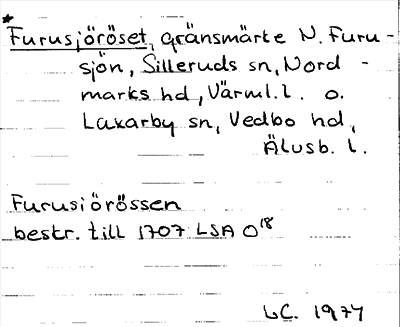 *
Furusjöröset, gränsmärke N. Furu-
sjön, Silleruds sn, Nord-
marks hd, Värml. l. o.
Laxarby sn, Vedbo hd,
Älvsb. l.
Furusiörössen
bestr. till 1707 LSA O18
LC. 1974